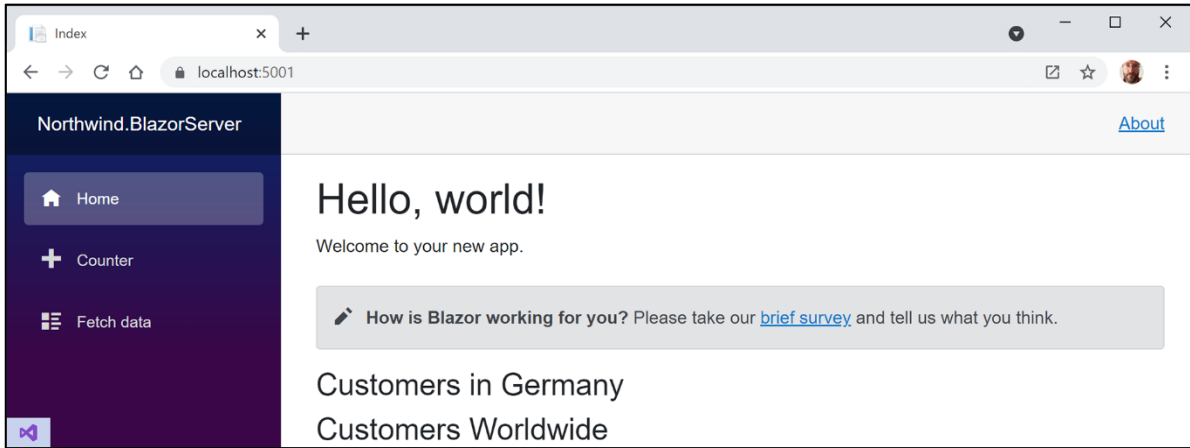 Index
localhost:5001
Northwind.BlazorServer
About
Home
Counter
Fetch data
Hello, world!
Welcome to your new app.
How is Blazor working for you? Please take our brief survey and tell us what you think.
Customers in Germany
Customers Worldwide